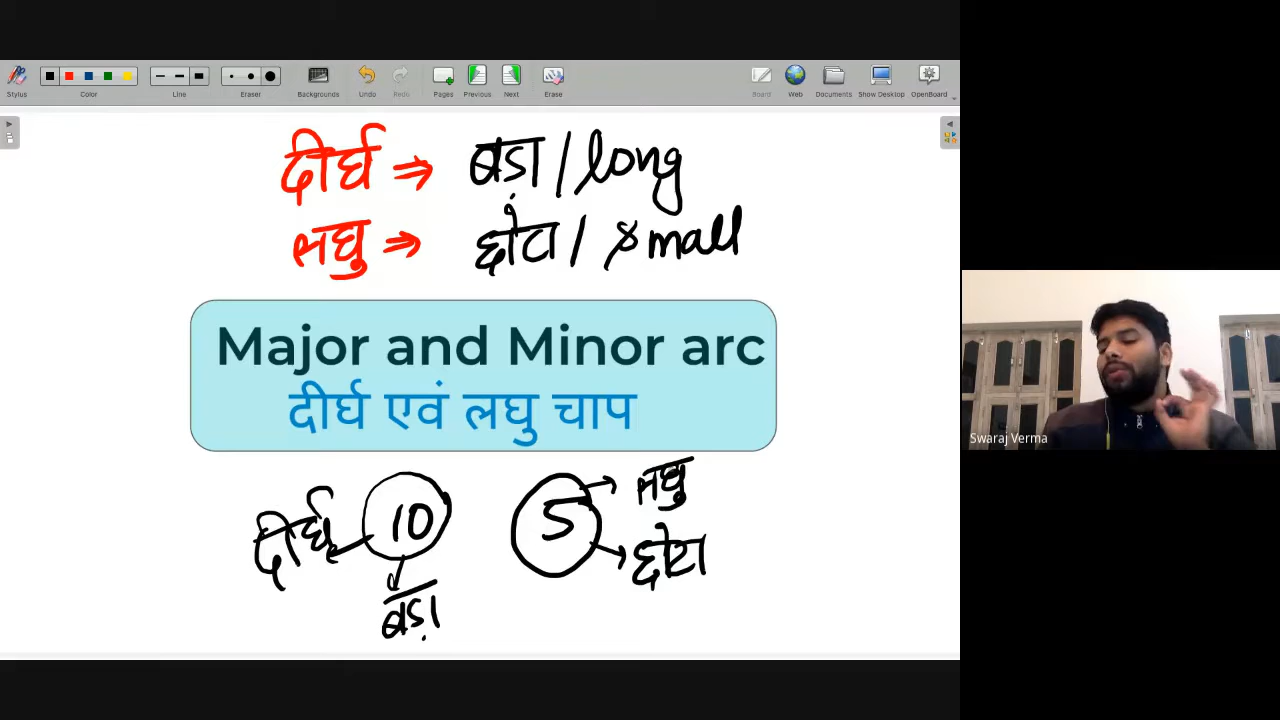 Stylus
Color
Line
Eraser
Backgrounds
Undo
Redo
Pages
Previous
Next
Erase
Board
Web
Documents
Show Desktop
OpenBoard
दीर्घ ⇒ बड़ा / long
लघु ⇒ छोटा / small
Major and Minor arc
दीर्घ एवं लघु चाप
दीर्घ 10 बड़ा
5 लघु छोटा
Swaraj Verma